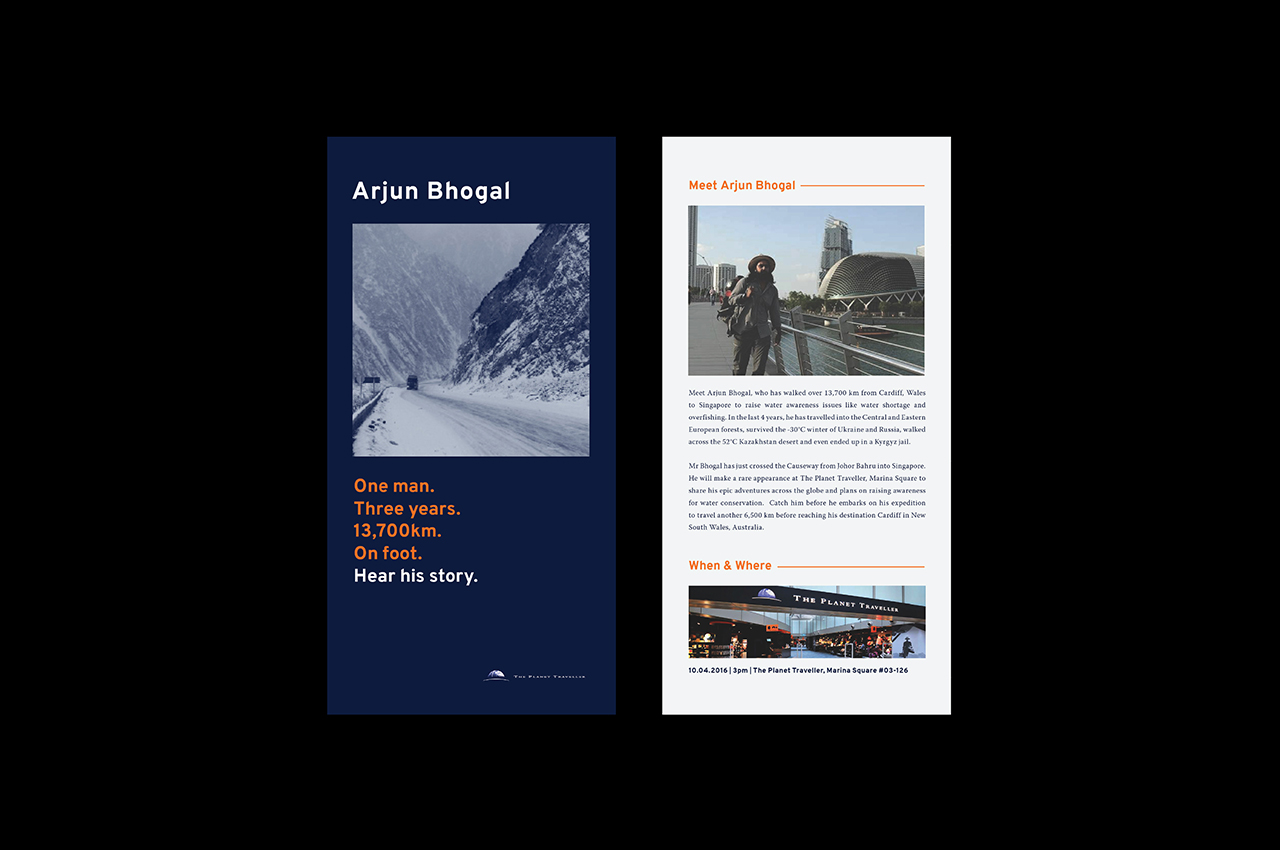 Arjun Bhogal
One man.
Three years.
13,700km.
On foot.
Hear his story.
THE PLANET TRAVELLER
Meet Arjun Bhogal
Meet Arjun Bhogal, who has walked over 13,700 km from Cardiff, Wales
to Singapore to raise water awareness issues like water shortage and
overfishing. In the last 4 years, he has travelled into the Central and Eastern
European forests, survived the -30°C winter of Ukraine and Russia, walked
across the 52°C Kazakhstan desert and even ended up in a Kyrgyz jail.
Mr Bhogal has just crossed the Causeway from Johor Bahru into Singapore.
He will make a rare appearance at The Planet Traveller, Marina Square to
share his epic adventures across the globe and plans on raising awareness
for water conservation.  Catch him before he embarks on his expedition
to travel another 6,500 km before reaching his destination Cardiff in New
South Wales, Australia.
When & Where
THE PLANET TRAVELLER
10.04.2016 | 3pm | The Planet Traveller, Marina Square #03-126